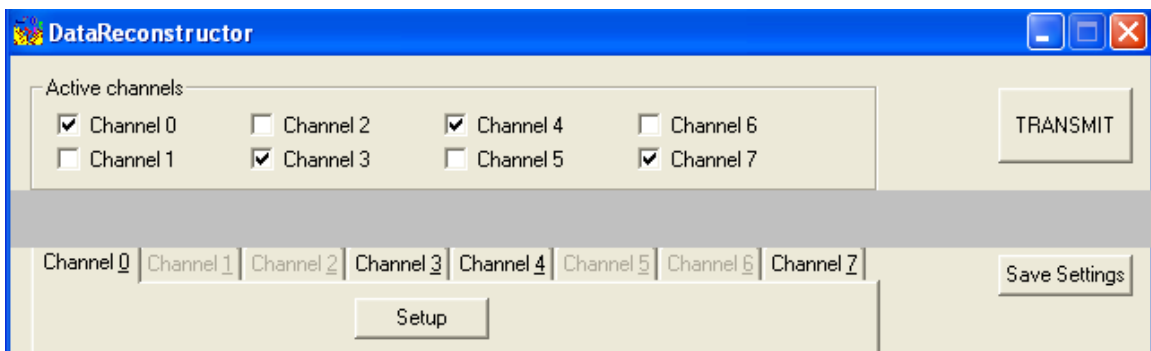 DataReconstructor
Active channels
Channel 0 Channel 2 Channel 4 Channel 6
TRANSMIT
Channel 1 Channel 3 Channel 5 Channel 7
Channel 0 Channel 1 Channel 2 Channel 3 Channel 4 Channel 5 Channel 6 Channel 7
Save Settings
Setup